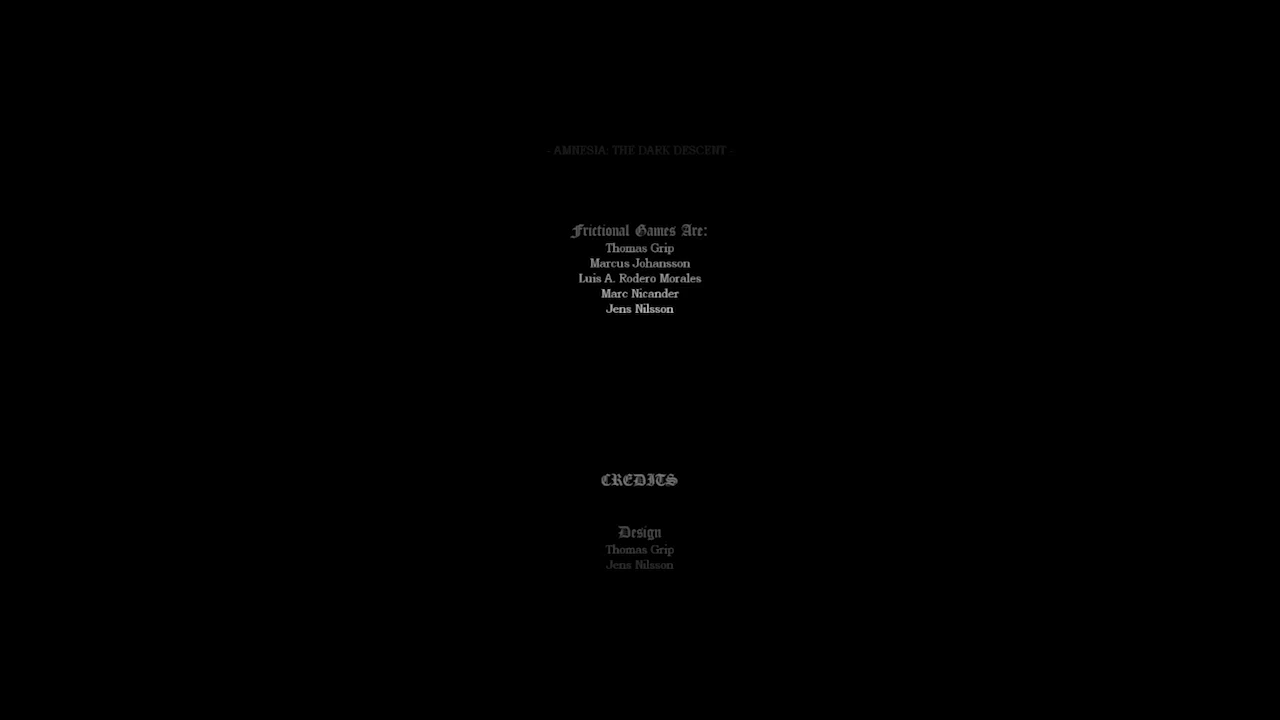 - AMNESIA: THE DARK DESCENT -
Frictional Games Are:
Thomas Grip
Marcus Johansson
Luis A. Rodero Morales
Marc Nicander
Jens Nilsson
CREDITS
Design
Thomas Grip
Jens Nilsson